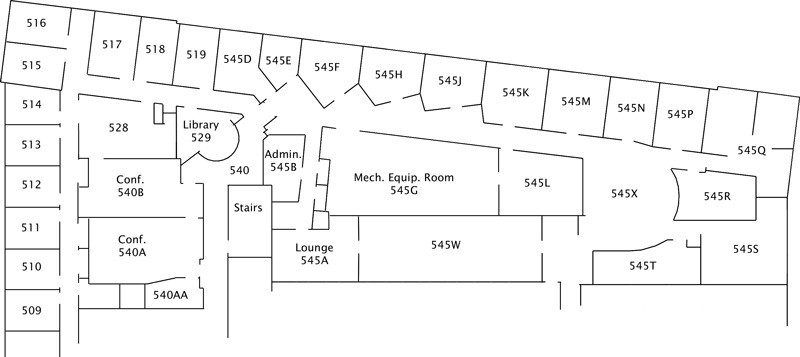 516
517
518
519
545D
545E
545F
545H
545J
545K
545M
545N
545P
545Q
515
514
513
512
511
510
509
528
Library
529
540
Admin.
545B
Conf.
540B
Stairs
Conf.
540A
540AA
Mech. Equip. Room
545G
545L
545X
545R
Lounge
545A
545W
545T
545S